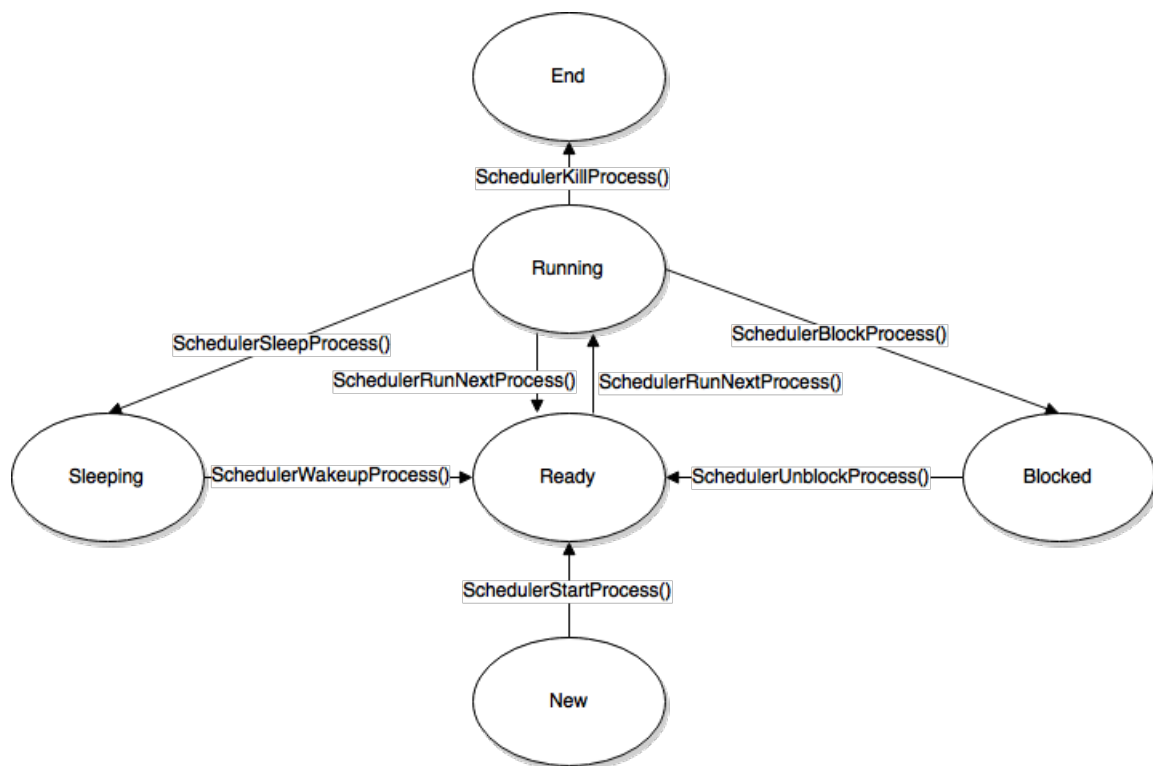 End
SchedulerKillProcess()
Running
SchedulerSleepProcess()
SchedulerBlockProcess()
SchedulerRunNextProcess()
SchedulerRunNextProcess()
Sleeping
SchedulerWakeupProcess()
Ready
SchedulerUnblockProcess()
Blocked
SchedulerStartProcess()
New